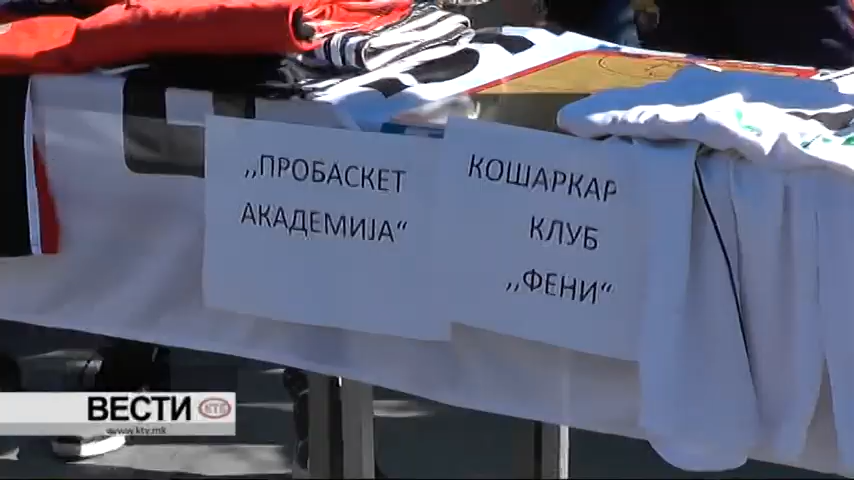 „ПРОБАСКЕТ
АКАДЕМИЈА“
КОШАРКАР
КЛУБ
„ФЕНИ“
ВЕСТИ КТВ
www.ktv.mk